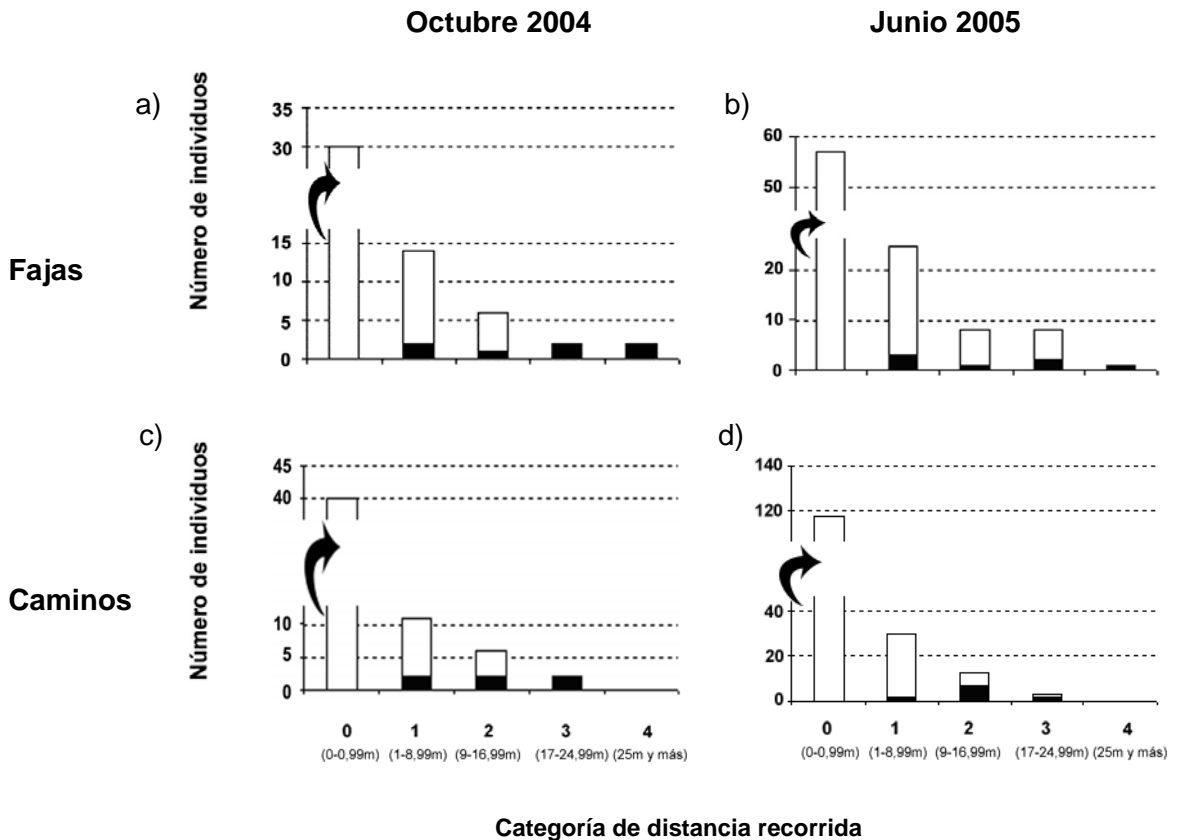 Octubre 2004
Junio 2005
Fajas
a)
Número de individuos
35
30
15
10
5
0
b)
60
50
20
10
0
Caminos
c)
Número de individuos
45
40
10
5
0
0 1 2 3 4
(0-0,99m) (1-8,99m) (9-16,99m) (17-24,99m) (25m y más)
d)
140
120
40
20
0
0 1 2 3 4
(0-0,99m) (1-8,99m) (9-16,99m) (17-24,99m) (25m y más)
Categoría de distancia recorrida